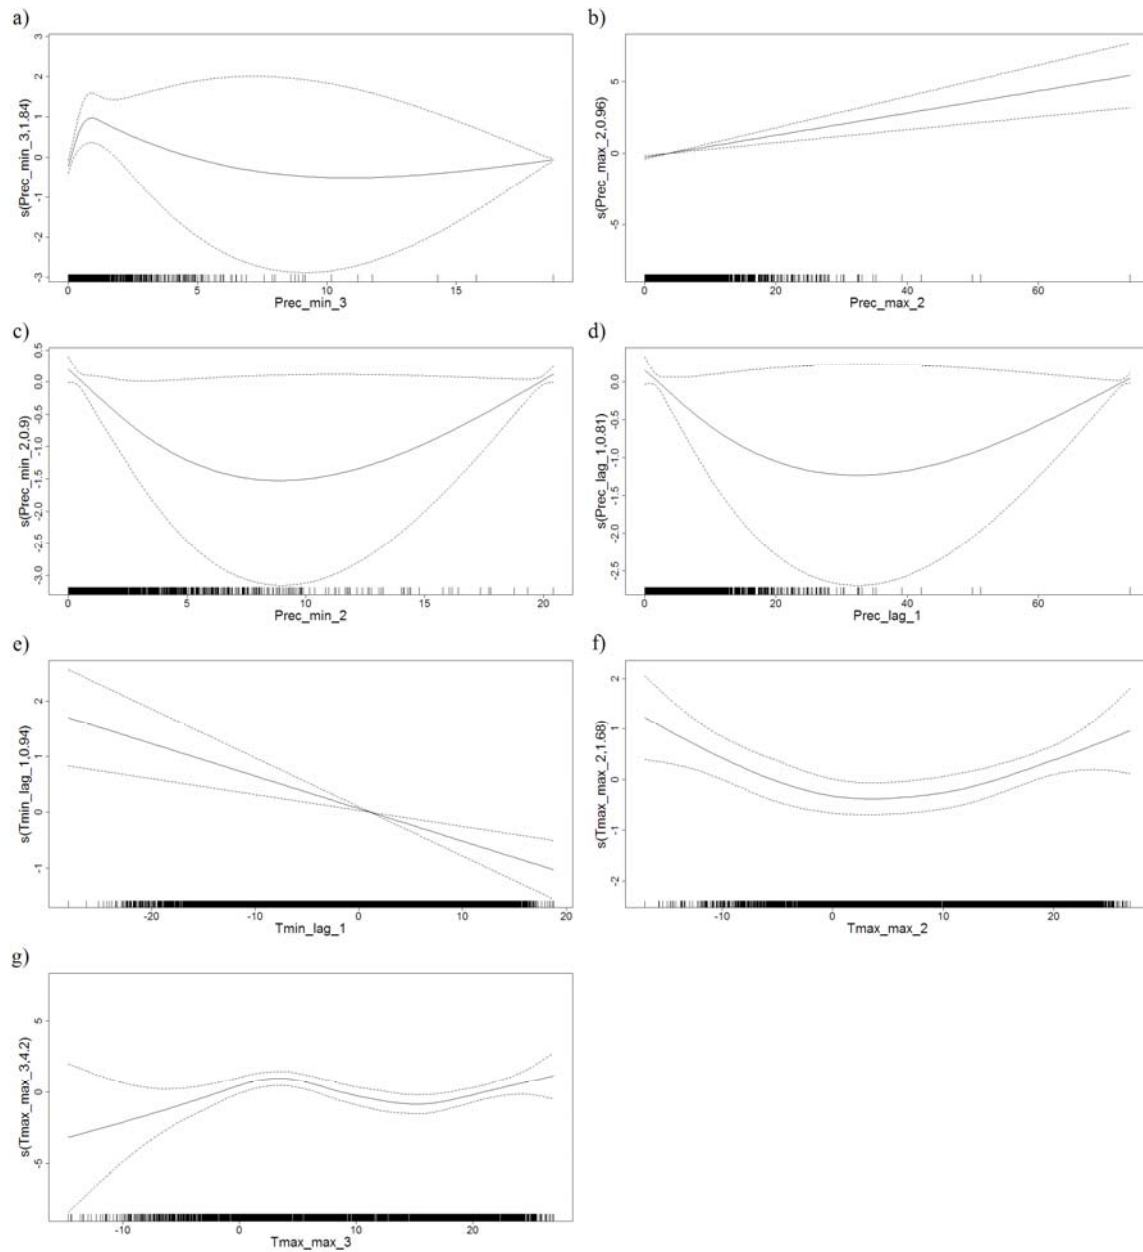 a)
s(Prec_min_3,1.84)
3
2
1
0
-1
-2
-3
0 5 10 15
Prec_min_3
b)
s(Prec_max_2,0.96)
5
0
-5
0 20 40 60
Prec_max_2
c)
s(Prec_min_2,0.9)
0.5
0.0
-0.5
-1.0
-1.5
-2.0
-2.5
-3.0
0 5 10 15 20
Prec_min_2
d)
s(Prec_lag_1,0.81)
0.0
-0.5
-1.0
-1.5
-2.0
-2.5
0 20 40 60
Prec_lag_1
e)
s(Tmin_lag_1,0.94)
2
1
0
-1
-20 -10 0 10 20
Tmin_lag_1
f)
s(Tmax_max_2,1.68)
2
1
0
-1
-2
-10 0 10 20
Tmax_max_2
g)
s(Tmax_max_3,4.2)
5
0
-5
-10 0 10 20
Tmax_max_3